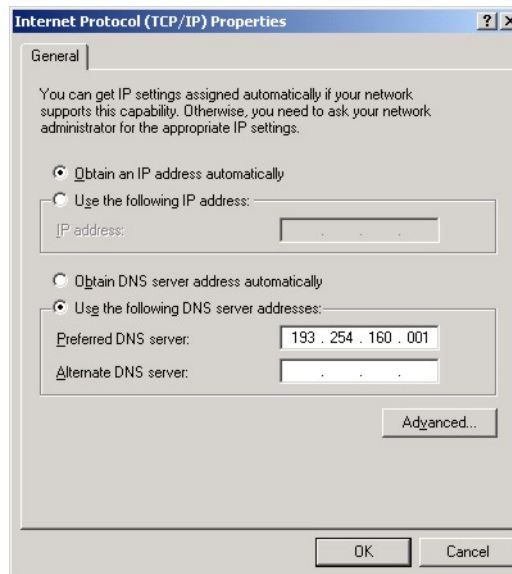 Internet Protocol (TCP/IP) Properties
General
You can get IP settings assigned automatically if your network
supports this capability. Otherwise, you need to ask your network
administrator for the appropriate IP settings.
Obtain an IP address automatically
Use the following IP address:
IP address:
Obtain DNS server address automatically
Use the following DNS server addresses:
Preferred DNS server: 193 . 254 . 160 . 001
Alternate DNS server:
Advanced...
OK Cancel